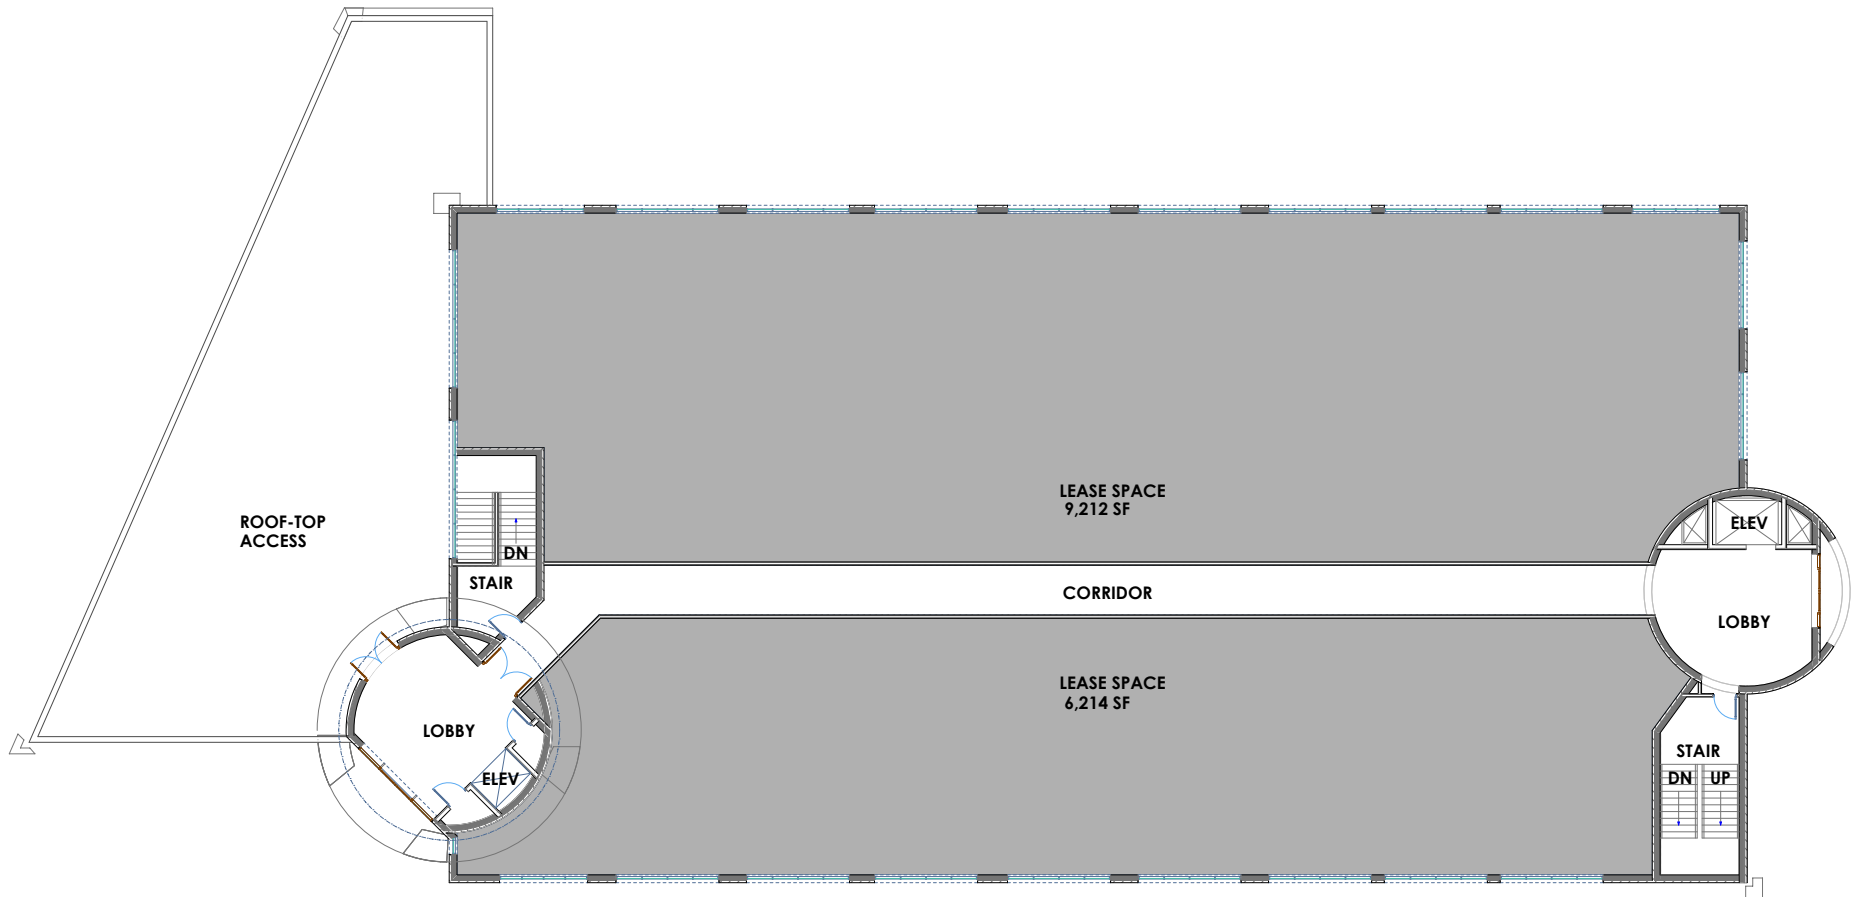 LEASE SPACE
9,212 SF
ROOF-TOP
ACCESS
ELEV
DN
STAIR
CORRIDOR
LOBBY
LEASE SPACE
6,214 SF
LOBBY
ELEV
STAIR
DN UP